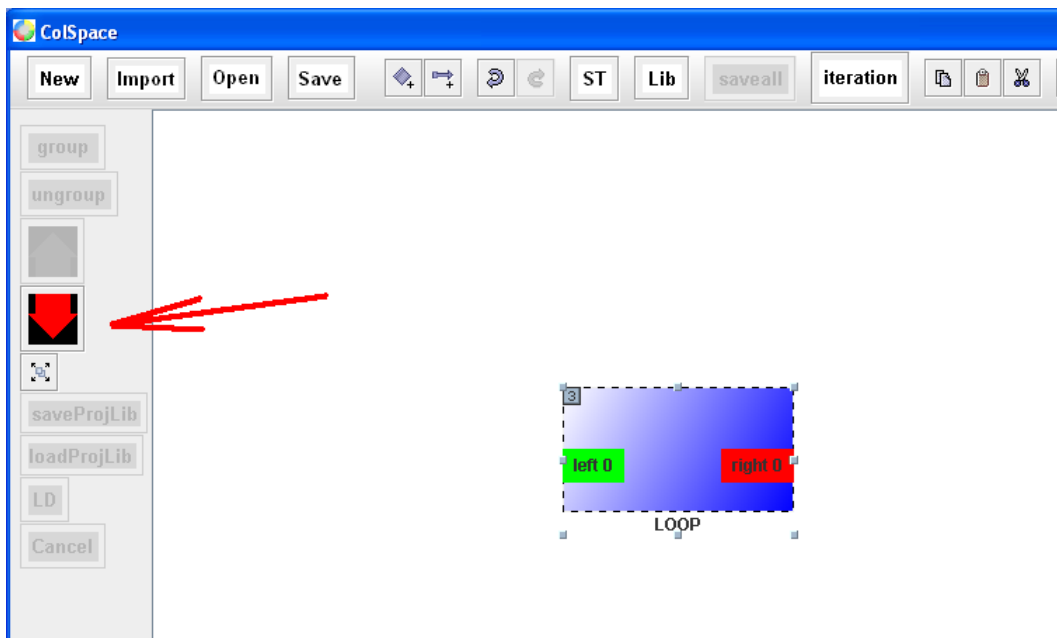 ColSpace
New Import Open Save ST Lib saveall iteration
group
ungroup
saveProjLib
loadProjLib
LD
Cancel
3
left 0 right 0
LOOP